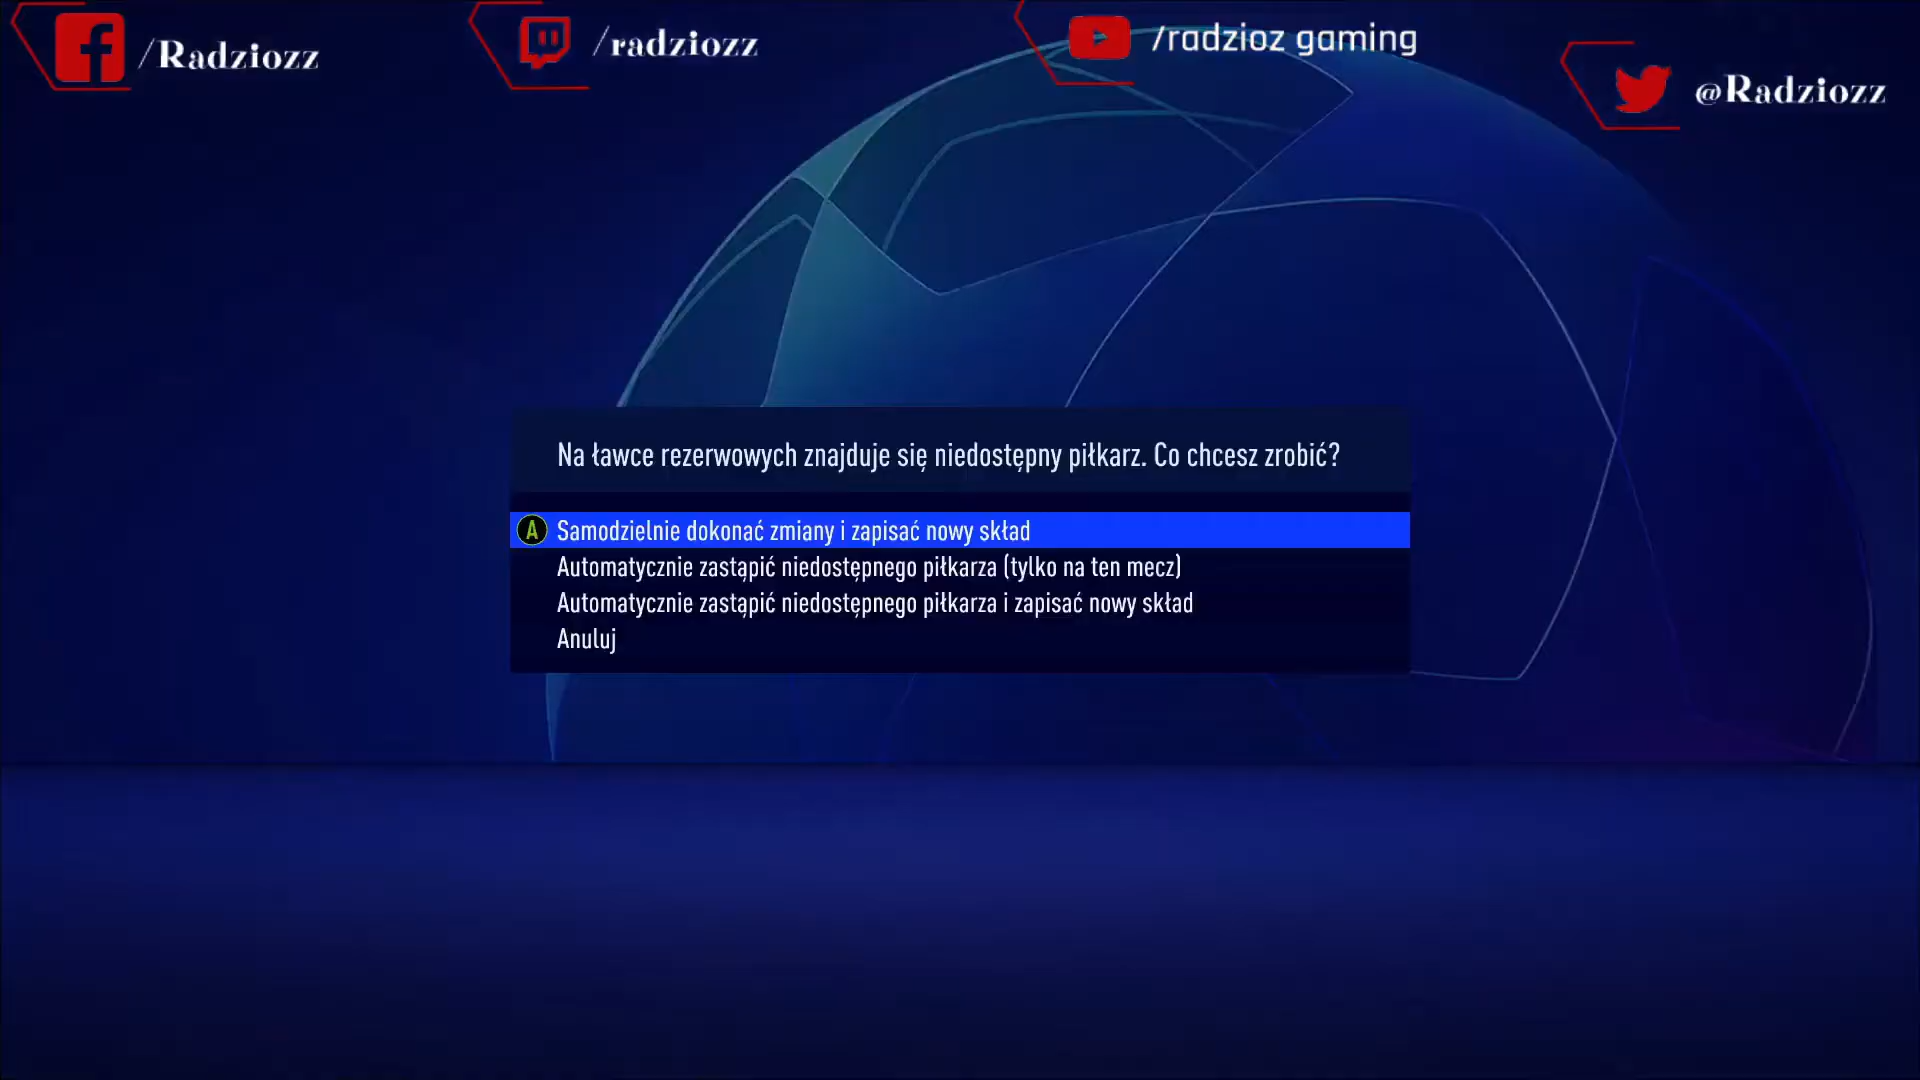 /Radziozz
/radziozz
/radzioz gaming
@Radziozz
Na ławce rezerwowych znajduje się niedostępny piłkarz. Co chcesz zrobić?
A Samodzielnie dokonać zmiany i zapisać nowy skład
Automatycznie zastąpić niedostępnego piłkarza (tylko na ten mecz)
Automatycznie zastąpić niedostępnego piłkarza i zapisać nowy skład
Anuluj